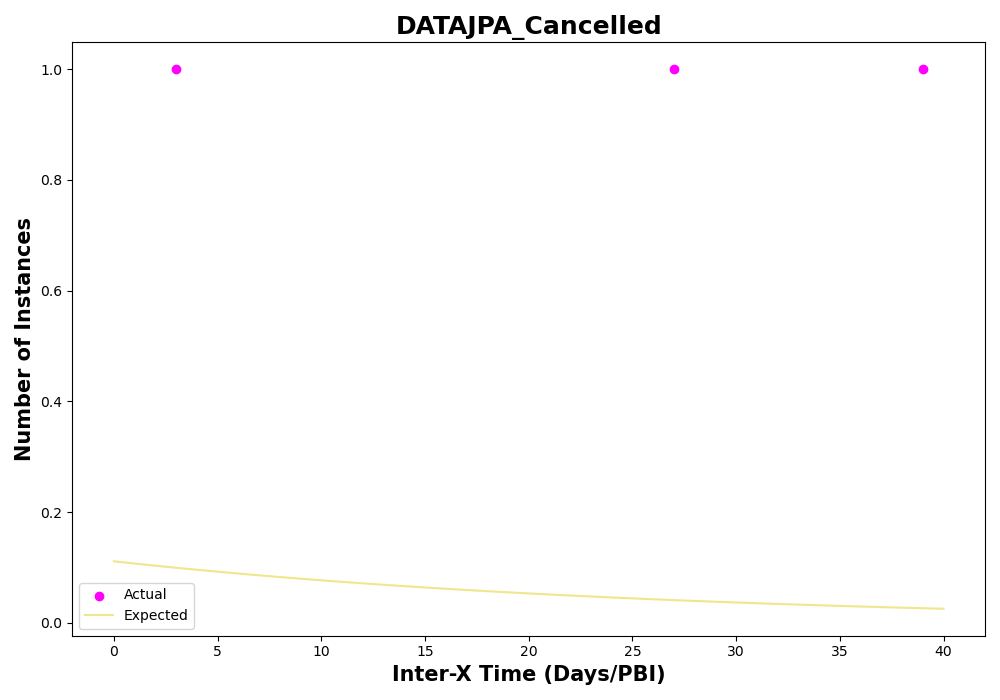 DATAJPA_Cancelled
Number of Instances
1.0
0.8
0.6
0.4
0.2
0.0
Actual
Expected
0 5 10 15 20 25 30 35 40
Inter-X Time (Days/PBI)